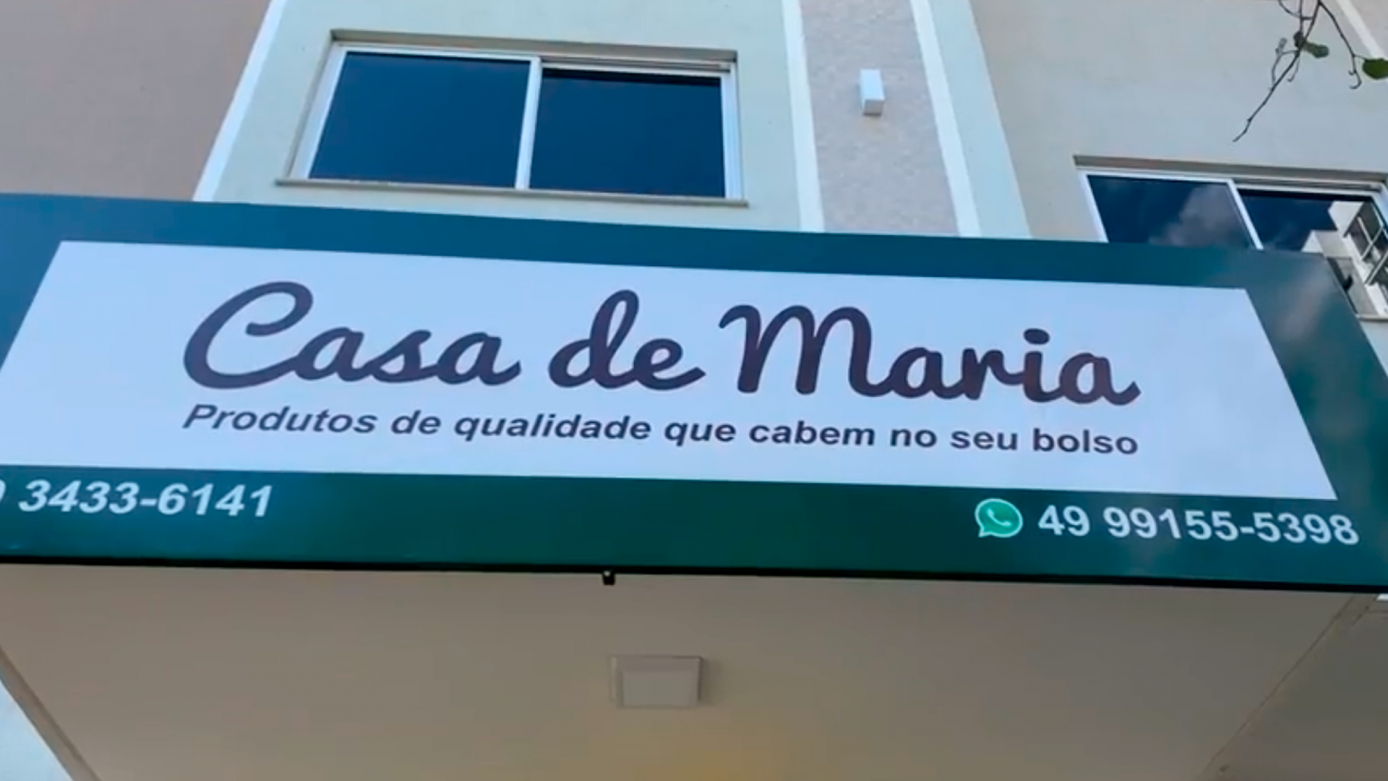 Casa de Maria
Produtos de qualidade que cabem no seu bolso
3433-6141
49 99155-5398